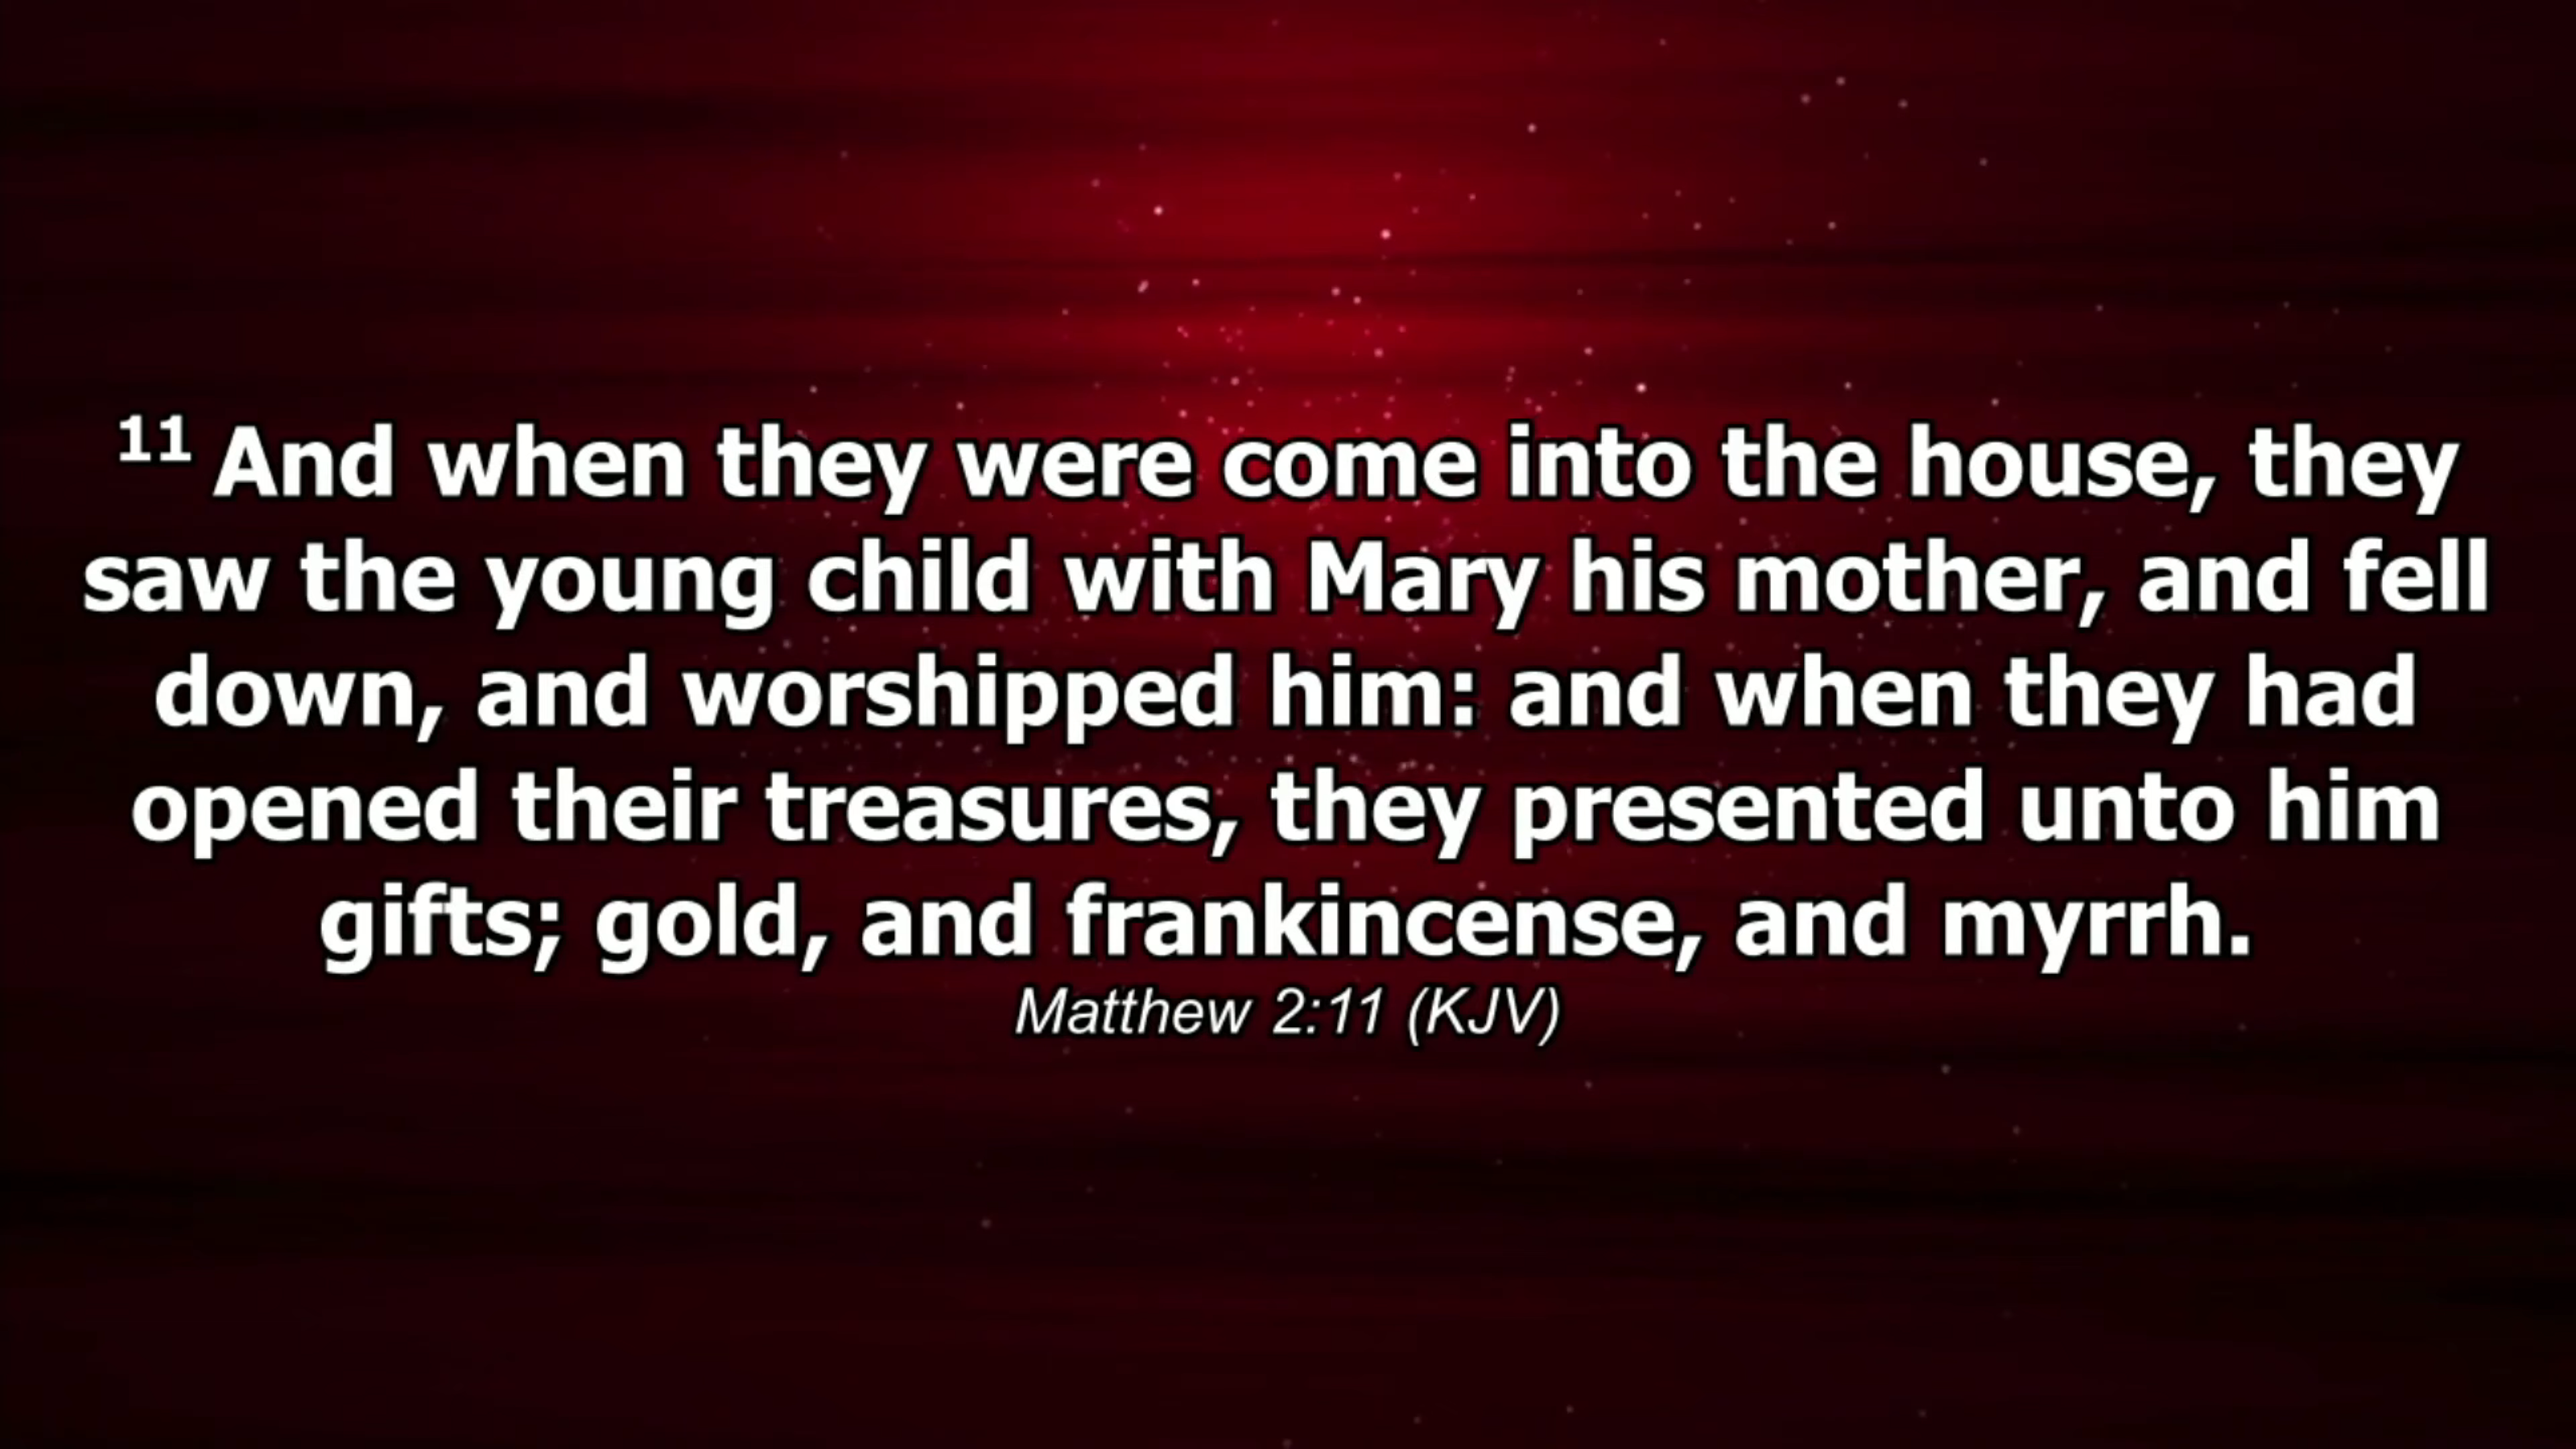 11 And when they were come into the house, they
saw the young child with Mary his mother, and fell
down, and worshipped him: and when they had
opened their treasures, they presented unto him
gifts; gold, and frankincense, and myrrh.
Matthew 2:11 (KJV)